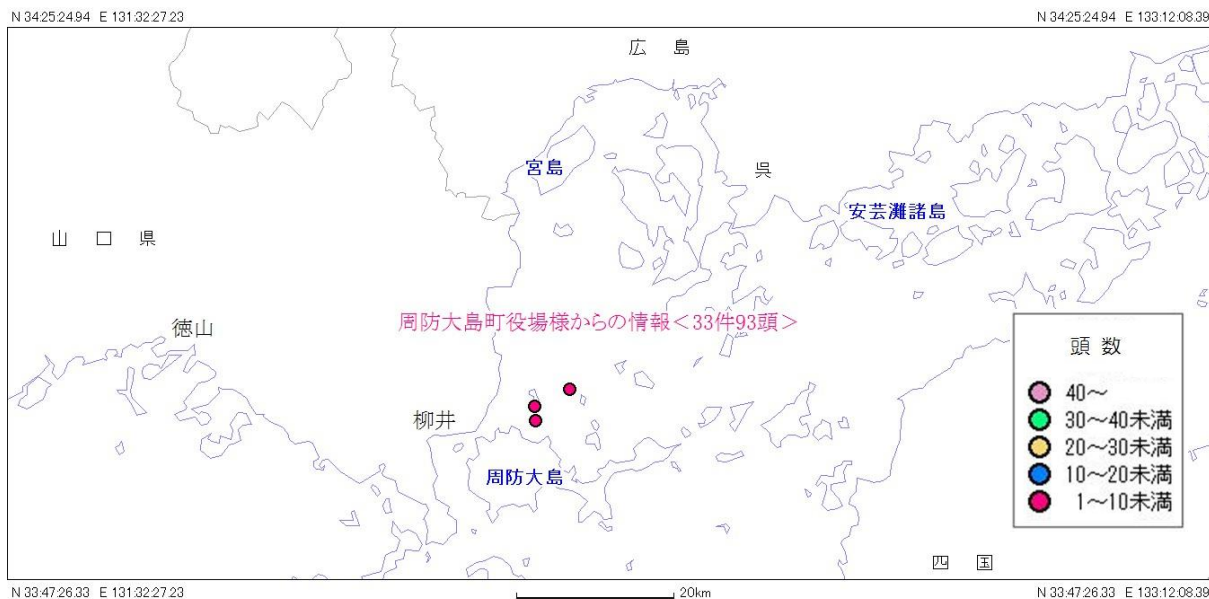 N 34:25:24.94 E 131:32:27.23
N 34:25:24.94 E 133:12:08.39
広 島
宮島
呉
安芸灘諸島
山 口 県
周防大島町役場様からの情報＜33件93頭＞
徳山
頭 数
40～
30～40未満
20～30未満
10～20未満
1～10未満
柳井
周防大島
四 国
N 33:47:26.33 E 131:32:27.23
20km
N 33:47:26.33 E 133:12:08.39